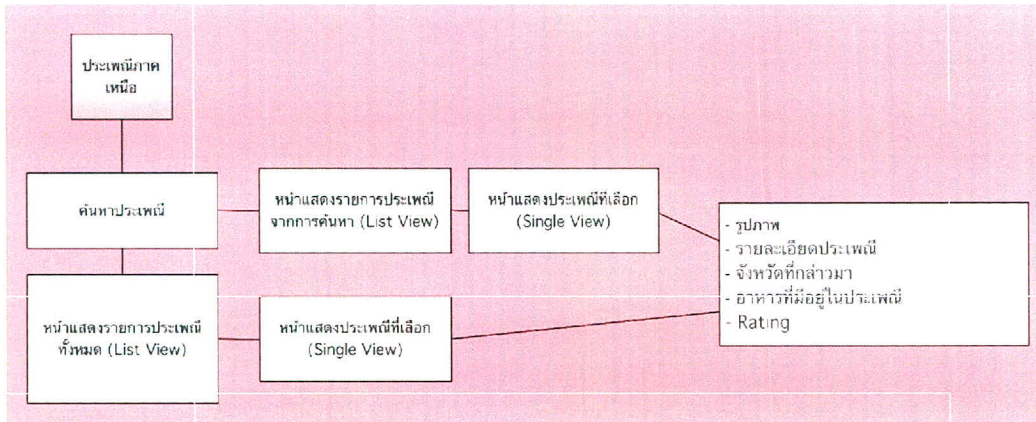 ประเพณีภาค
เหนือ
ค้นหาประเพณี
หน้าแสดงรายการประเพณี
จากการค้นหา (List View)
หน้าแสดงประเพณีที่เลือก
(Single View)
- รูปภาพ
- รายละเอียดประเพณี
- จังหวัดที่กล่าวมา
- อาหารที่มีอยู่ในประเพณี
- Rating
หน้าแสดงรายการประเพณี
ทั้งหมด (List View)
หน้าแสดงประเพณีที่เลือก
(Single View)